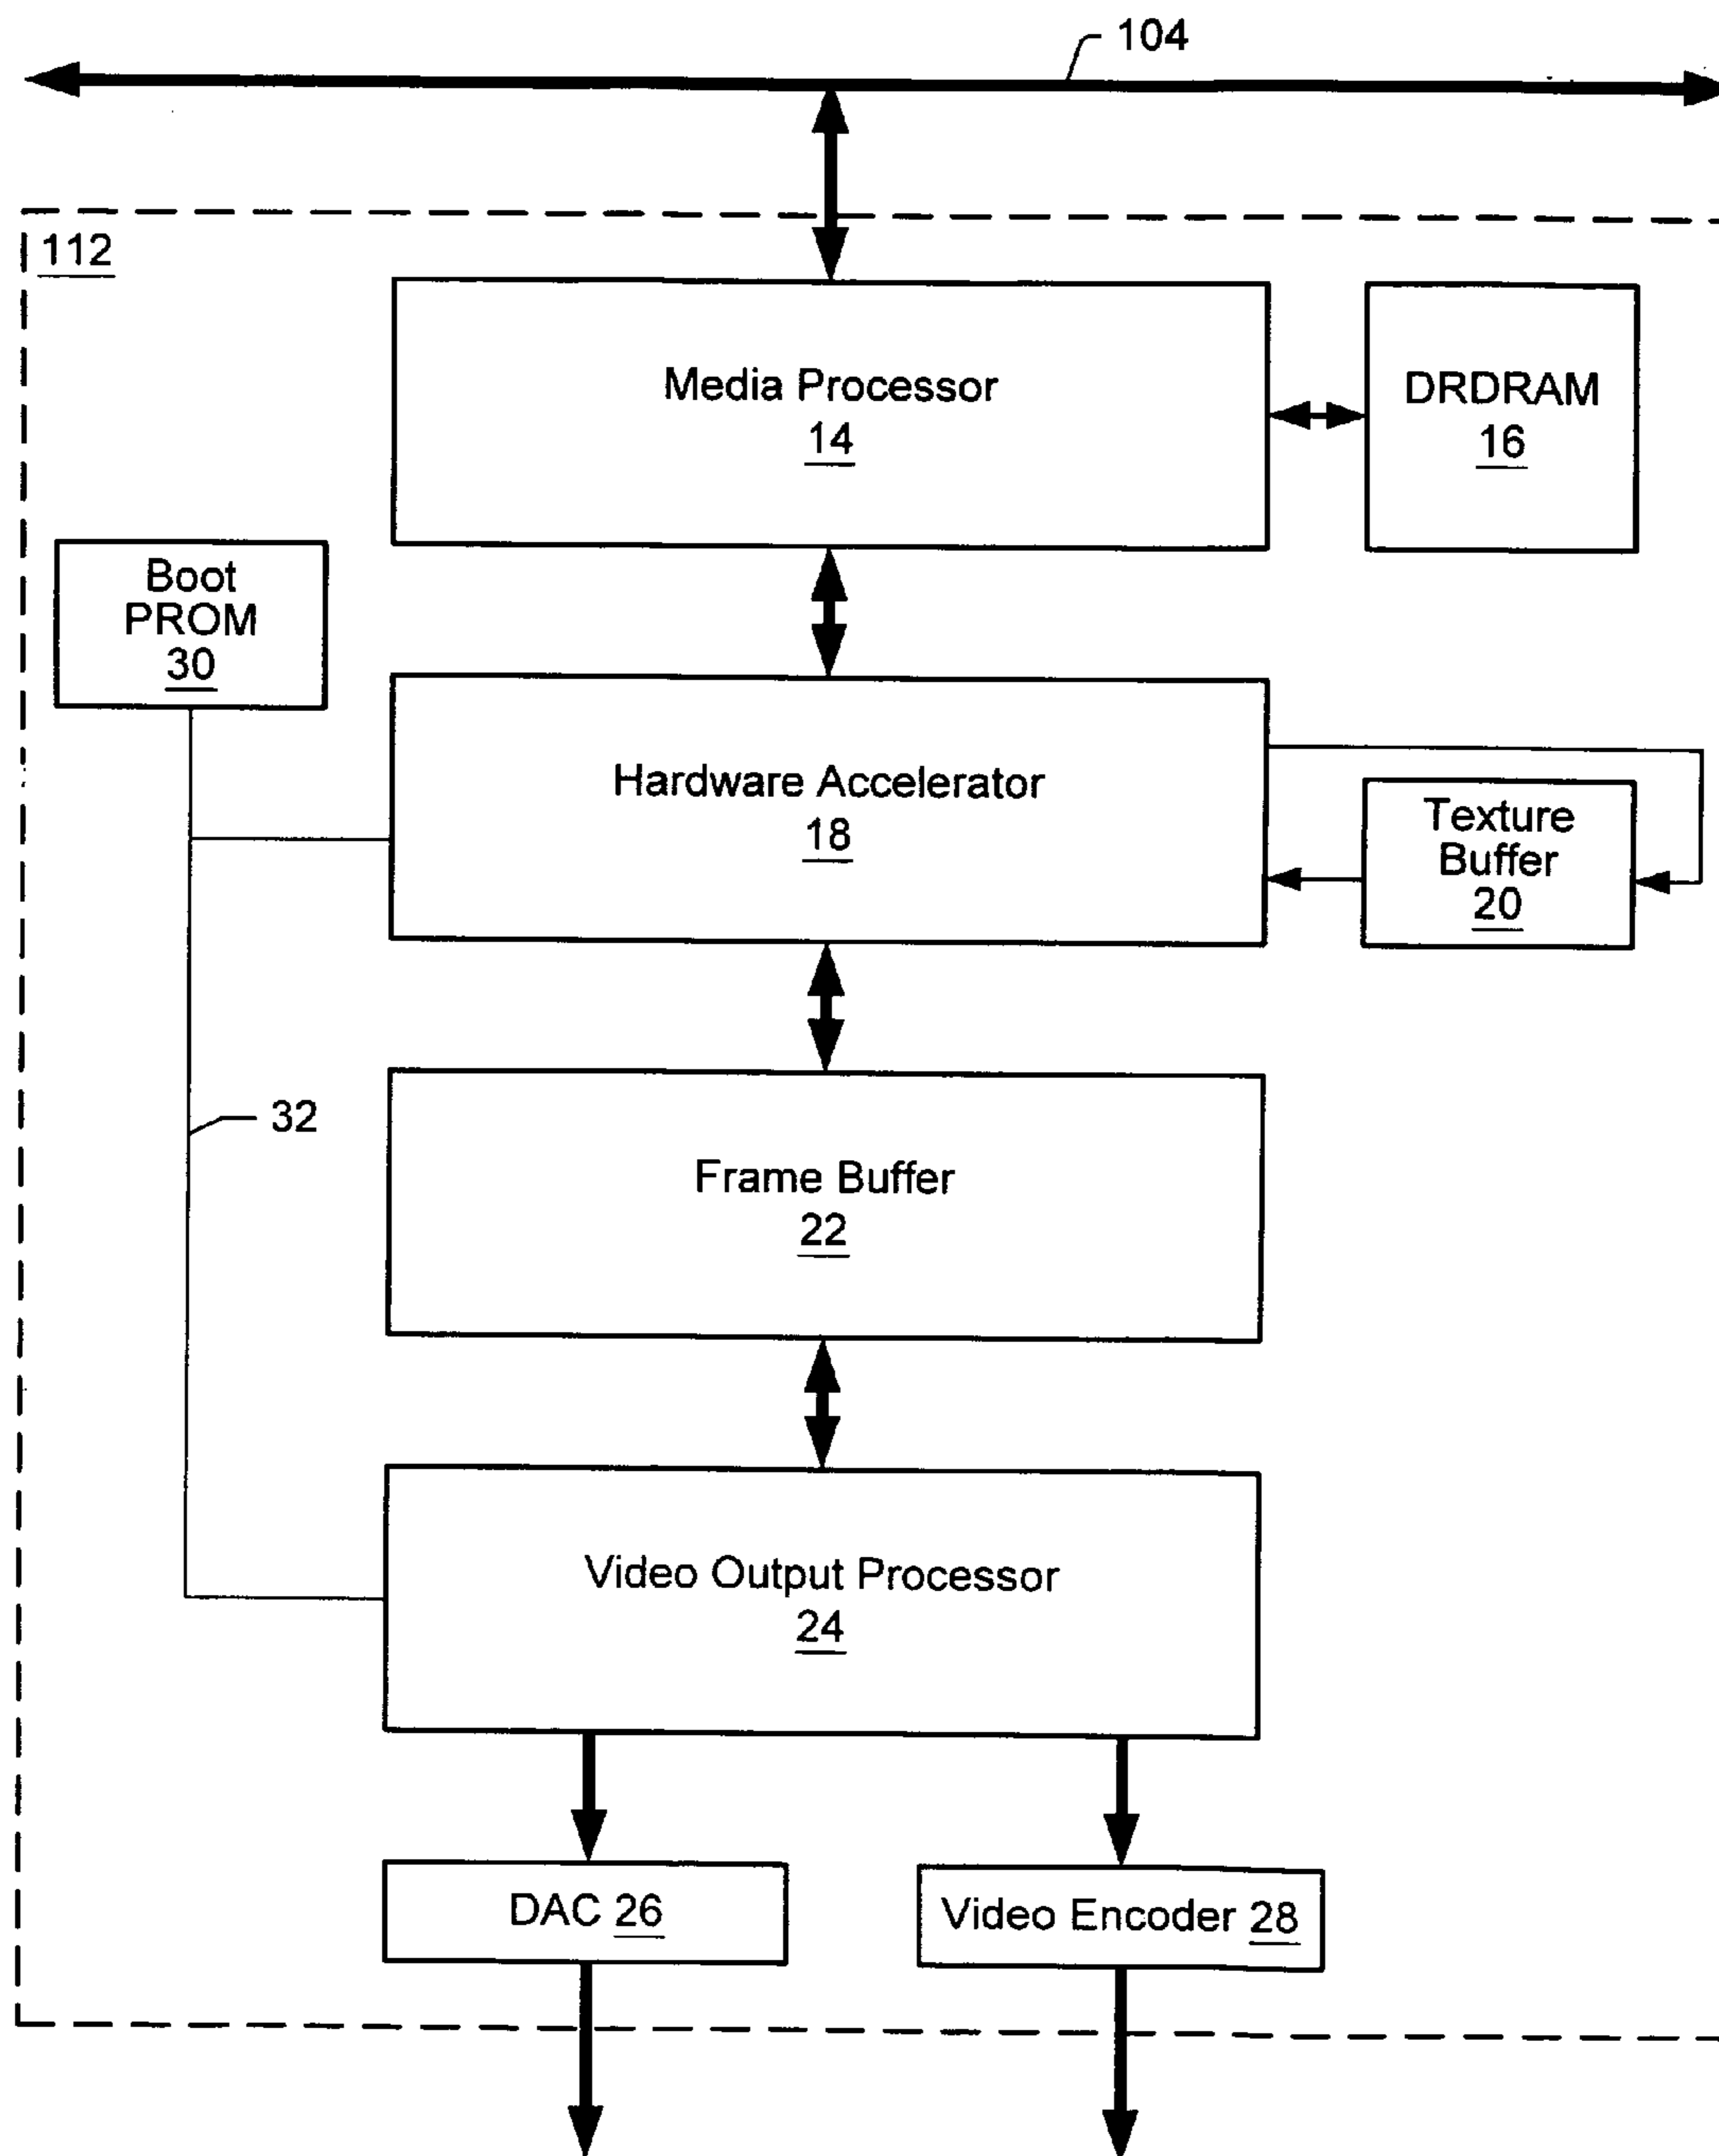 104
112
Media Processor
14
DRDRAM
16
Boot
PROM
30
Hardware Accelerator
18
Texture
Buffer
20
32
Frame Buffer
22
Video Output Processor
24
DAC 26
Video Encoder 28